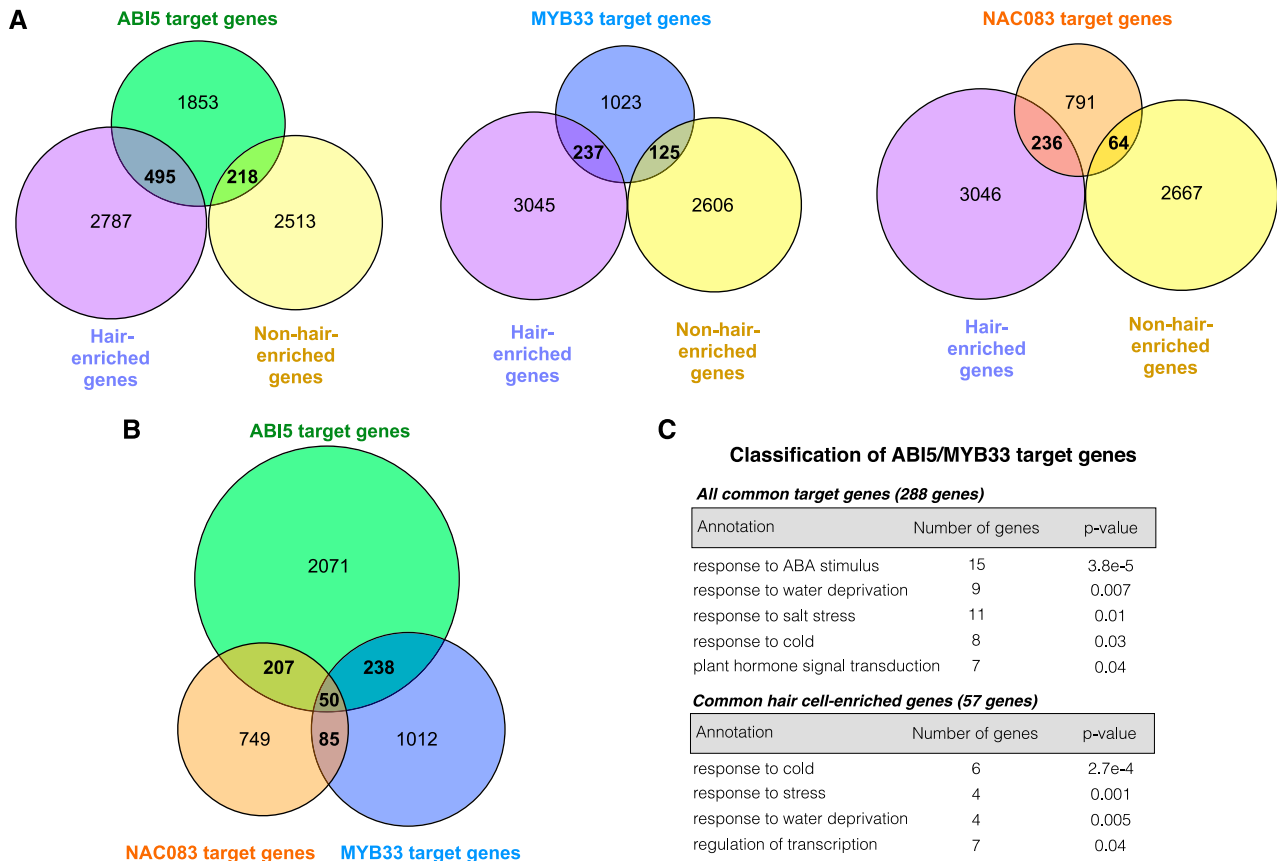 A
ABI5 target genes
1853
495
218
2787
2513
Hair-
enriched
genes
Non-hair-
enriched
genes
MYB33 target genes
1023
237
125
3045
2606
Hair-
enriched
genes
Non-hair-
enriched
genes
NAC083 target genes
791
236
64
3046
2667
Hair-
enriched
genes
Non-hair-
enriched
genes
B
ABI5 target genes
2071
207
238
50
749
85
1012
NAC083 target genes
MYB33 target genes
C
Classification of ABI5/MYB33 target genes
All common target genes (288 genes)
Annotation Number of genes p-value
response to ABA stimulus 15 3.8e-5
response to water deprivation 9 0.007
response to salt stress 11 0.01
response to cold 8 0.03
plant hormone signal transduction 7 0.04
Common hair cell-enriched genes (57 genes)
Annotation Number of genes p-value
response to cold 6 2.7e-4
response to stress 4 0.001
response to water deprivation 4 0.005
regulation of transcription 7 0.04